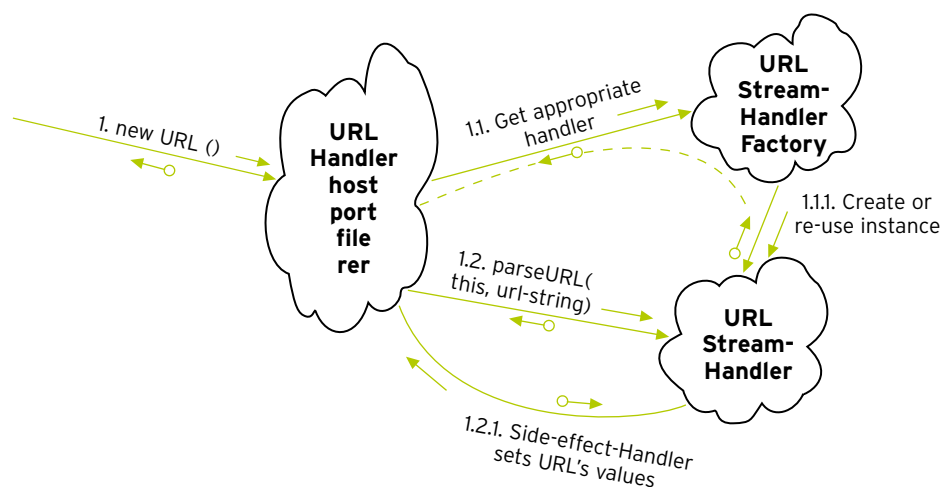 1. new URL ()
URL
Handler
host
port
file
rer
1.1. Get appropriate
handler
URL
Stream-
Handler
Factory
1.1.1. Create or
re-use instance
1.2. parseURL(
this, url-string)
URL
Stream-
Handler
1.2.1. Side-effect-Handler
sets URL's values